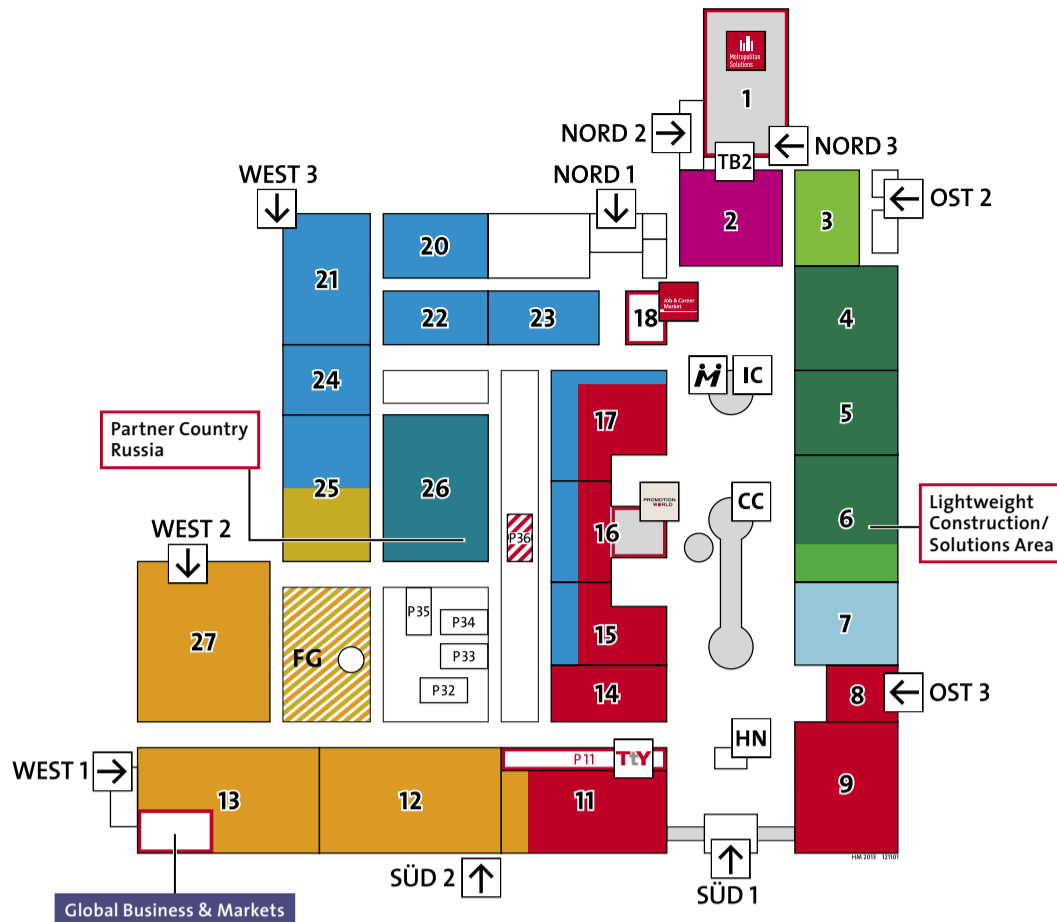 Metropolitan
Solutions
1
NORD 2
NORD 3
TB2
WEST 3
NORD 1
OST 2
2
3
20
21
22
23
18
Job & Career
Market
4
24
IC
17
5
Partner Country
Russia
25
26
PROMOTION
WORLD
CC
6
Lightweight
Construction/
Solutions Area
16
P36
WEST 2
27
FG
P35
P34
P33
P32
15
7
14
8
OST 3
HN
WEST 1
13
12
P11
TtY
11
9
HM 2013 121101
SÜD 2
SÜD 1
Global Business & Markets